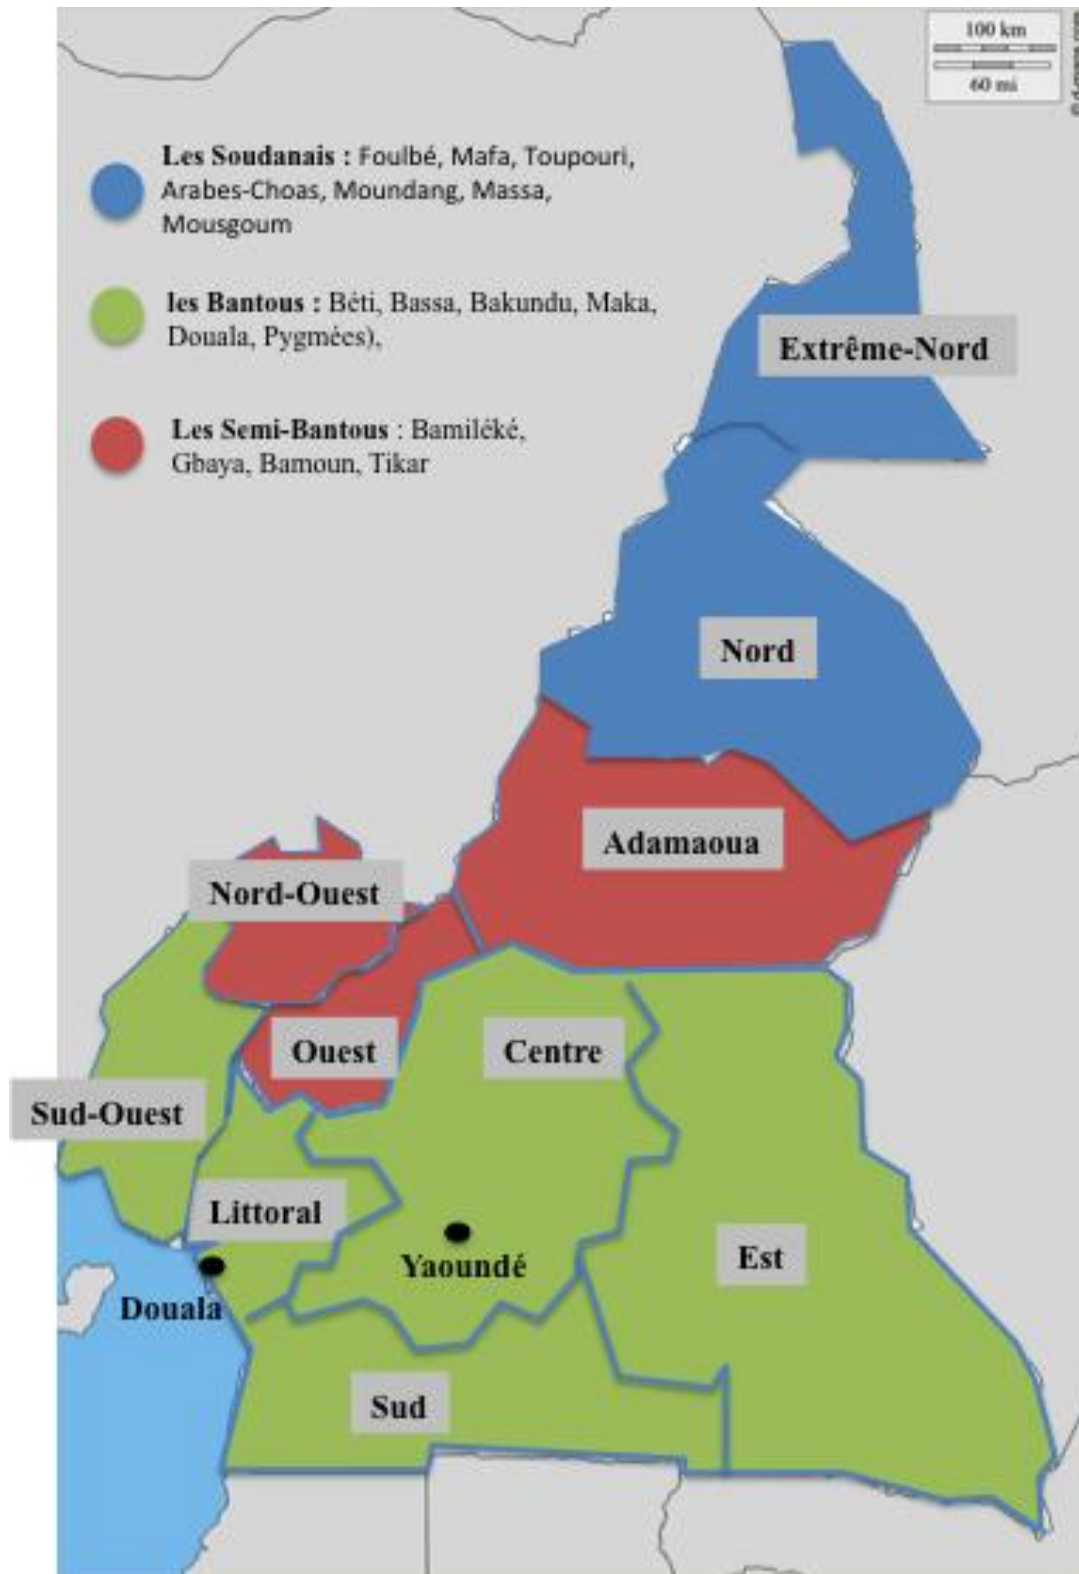 100 km
60 mi
Les Soudanais : Foulbé, Mafa, Toupouri,
Arabes-Choas, Moundang, Massa,
Mousgoum
les Bantous : Béti, Bassa, Bakundu, Maka,
Douala, Pygmées),
Les Semi-Bantous : Bamiléké,
Gbaya, Bamoun, Tikar
Extrême-Nord
Nord
Adamaoua
Nord-Ouest
Ouest
Centre
Sud-Ouest
Littoral
Est
Yaoundé
Douala
Sud